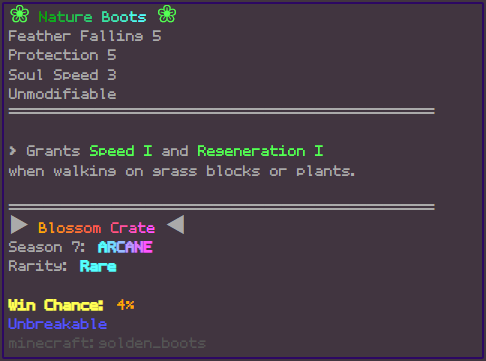 ❀ Nature Boots ❀
Feather Falling 5
Protection 5
Soul Speed 3
Unmodifiable
> Grants Speed I and Regeneration I
when walking on grass blocks or plants.
▶ Blossom Crate ◀
Season 7: ARCANE
Rarity: Rare
Win Chance: 4%
Unbreakable
minecraft:golden_boots